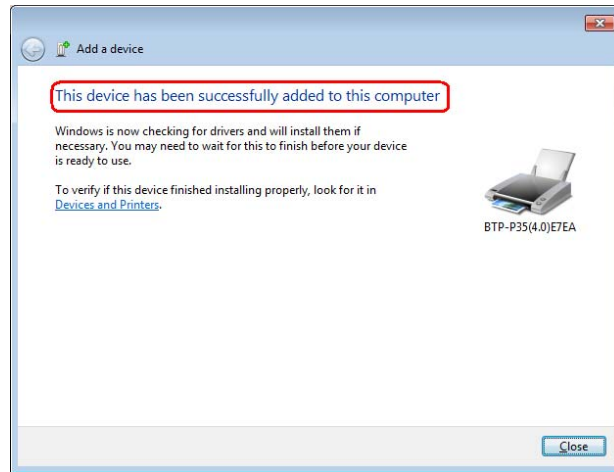 Add a device
This device has been successfully added to this computer
Windows is now checking for drivers and will install them if
necessary. You may need to wait for this to finish before your device
is ready to use.
To verify if this device finished installing properly, look for it in
Devices and Printers.
BTP-P35(4.0)E7EA
Close